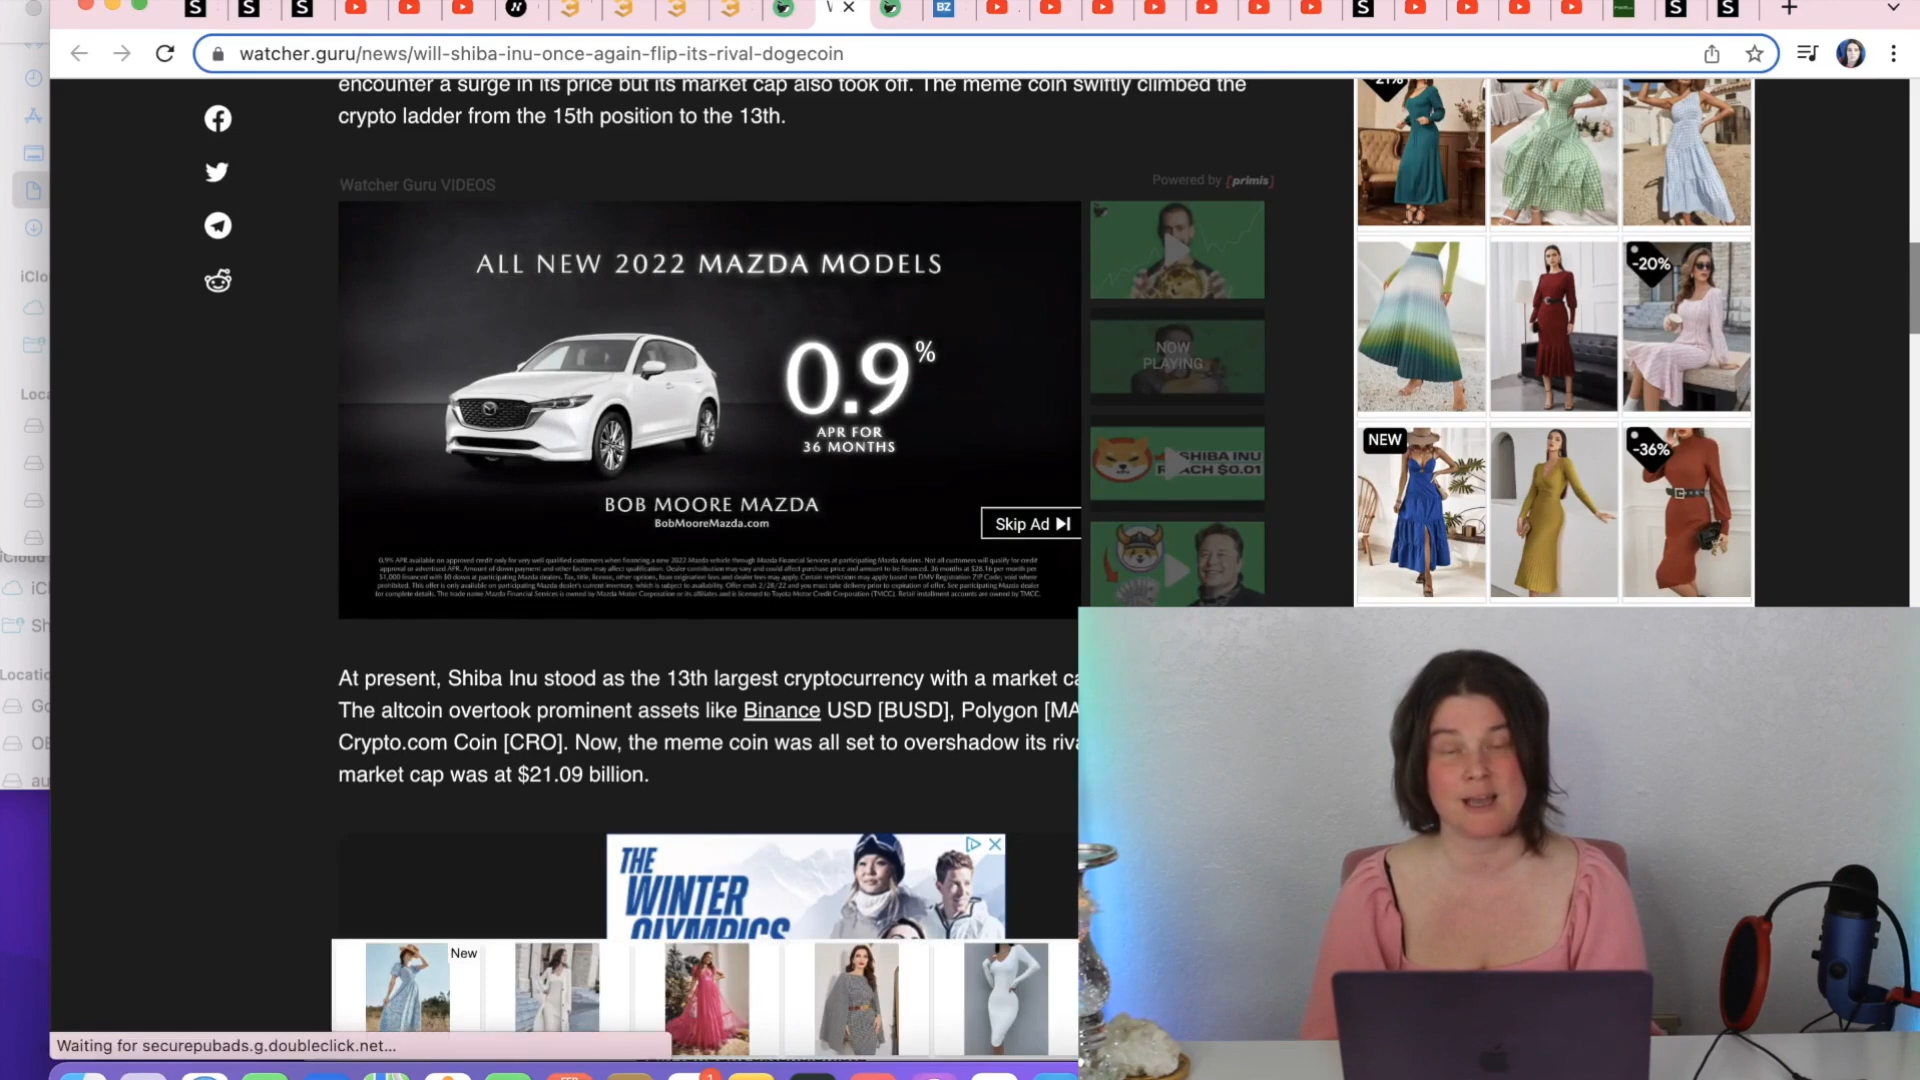 watcher.guru/news/will-shiba-inu-once-again-flip-its-rival-dogecoin
encounter a surge in its price but its market cap also took off. The meme coin swiftly climbed the
crypto ladder from the 15th position to the 13th.
Watcher Guru VIDEOS
Powered by [primis]
ALL NEW 2022 MAZDA MODELS
0.9%
APR FOR
36 MONTHS
BOB MOORE MAZDA
BobMooreMazda.com
Skip Ad
NOW
PLAYING
SHIBA INU
REACH $0.01
-21%
-20%
NEW
-36%
At present, Shiba Inu stood as the 13th largest cryptocurrency with a market ca
The altcoin overtook prominent assets like Binance USD [BUSD], Polygon [MA
Crypto.com Coin [CRO]. Now, the meme coin was all set to overshadow its riva
market cap was at $21.09 billion.
THE
WINTER
OLYMPICS
New
Waiting for securepubads.g.doubleclick.net...
iClou
Loca
iCloud
iCl
Sh
Locatio
Go
OB
au
BZ